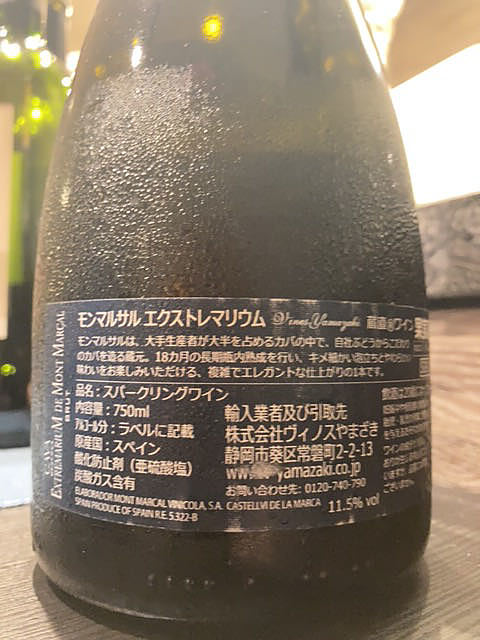 モンマルサル エクストレマリウム Vinos Yamazaki 蔵直®ワイン
モンマルサルは、大手生産者が大半を占めるカバの中で、自社ぶどうからこだわり
のカバを造る蔵元。18カ月の長期瓶内熟成を行い、キメ細かい泡立ちとやわらかな
味わいをお楽しみいただける、複雑でエレガントな仕上がりの1本です。
品名：スパークリングワイン
内容量：750ml
ｱﾙｺｰﾙ分：ラベルに記載
原産国：スペイン
酸化防止剤（亜硫酸塩）
炭酸ガス含有
輸入業者及び引取先
株式会社ヴィノスやまざき
静岡市葵区常磐町2-2-13
yamazaki.co.jp
お問い合わせ先：0120-740-790
ELABORADOR MONT MARCAL VINICOLA, S.A. CASTELLVI DE LA MARCA
SPAIN PRODUCE OF SPAIN R.E. 5.322-B
11.5% vol
EXTREMARIUM DE MONT MARÇAL
BRUT
CAVA